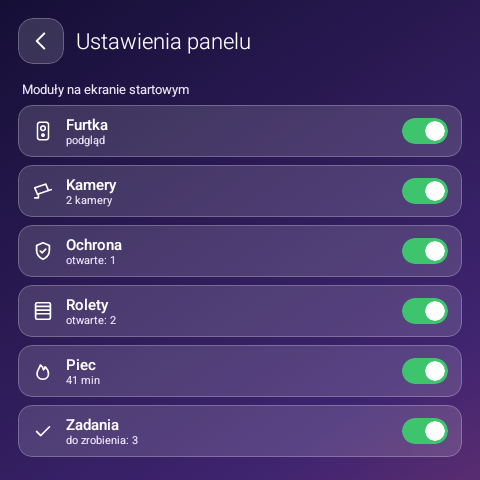 Ustawienia panelu
Moduły na ekranie startowym
Furtka
podgląd
Kamery
2 kamery
Ochrona
otwarte: 1
Rolety
otwarte: 2
Piec
41 min
Zadania
do zrobienia: 3